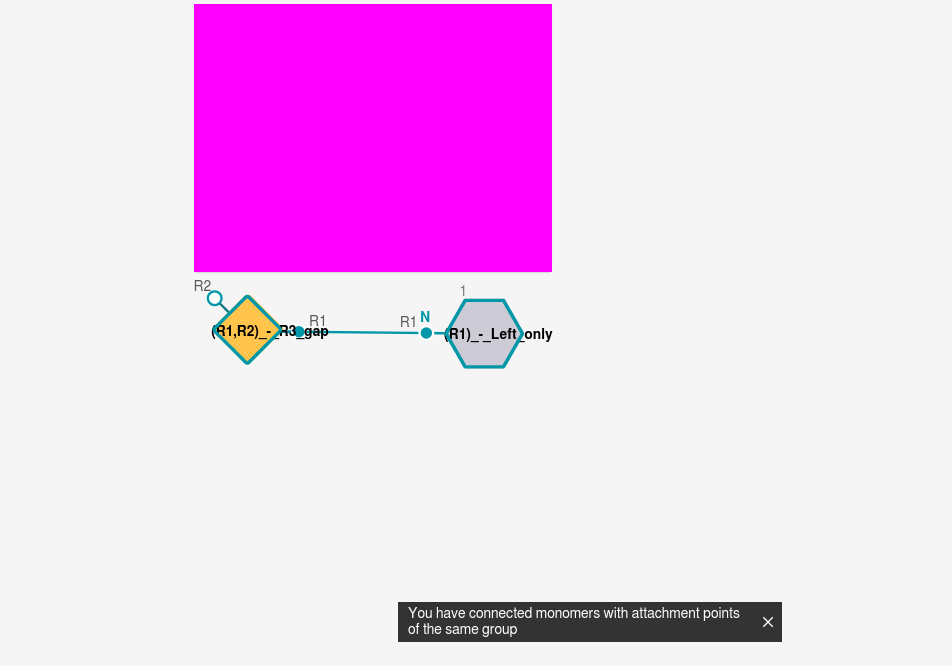 R2
(R1,R2)_-_R3_gap
R1
R1
N
1
(R1)_-_Left_only
You have connected monomers with attachment points
of the same group